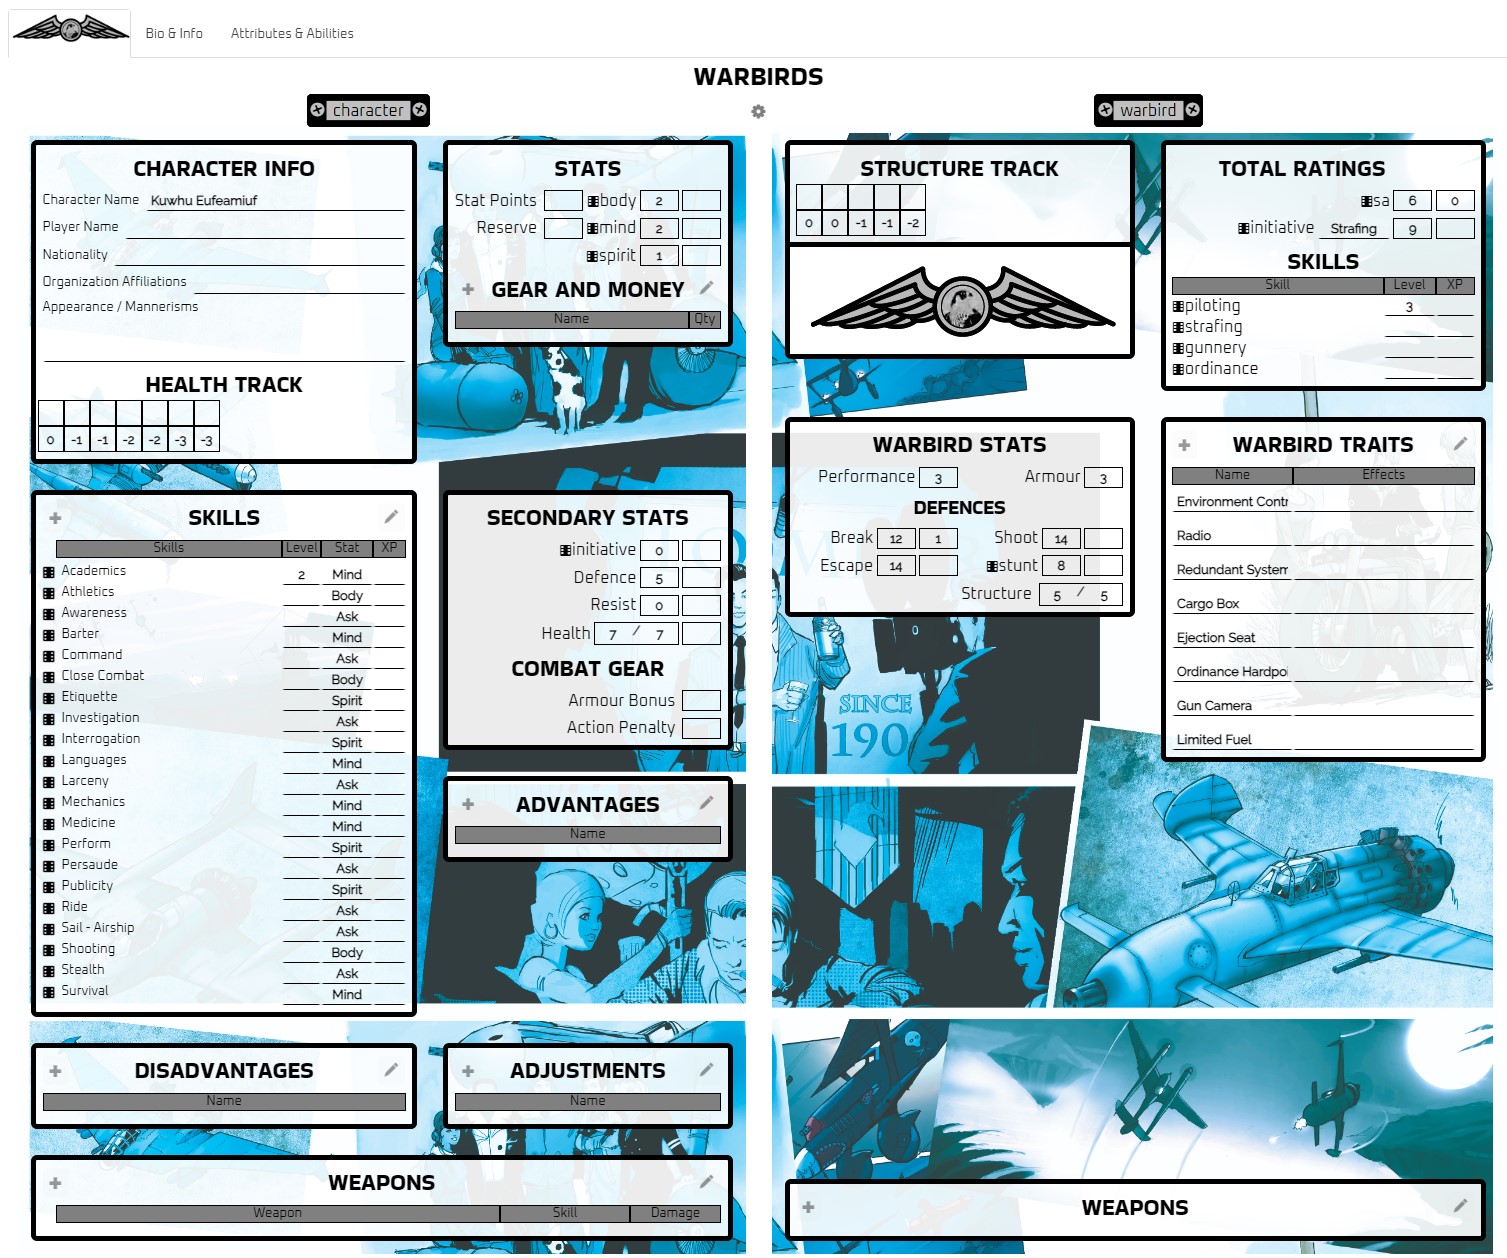 Bio & Info
Attributes & Abilities
WARBIRDS
character
warbird
CHARACTER INFO
Character Name Kuwhu Eufeamiuf
Player Name
Nationality
Organization Affiliations
Appearance / Mannerisms
HEALTH TRACK
0 -1 -1 -2 -2 -3 -3
STATS
Stat Points body 2
Reserve mind 2
spirit 1
GEAR AND MONEY
Name Qty
SKILLS
Skills Level Stat XP
Academics 2 Mind
Athletics Body
Awareness Ask
Barter Mind
Command Ask
Close Combat Body
Etiquette Spirit
Investigation Ask
Interrogation Spirit
Languages Mind
Larceny Ask
Mechanics Mind
Medicine Mind
Perform Spirit
Persaude Ask
Publicity Spirit
Ride Ask
Sail - Airship Ask
Shooting Body
Stealth Ask
Survival Mind
SECONDARY STATS
initiative 0
Defence 5
Resist 0
Health 7 / 7
COMBAT GEAR
Armour Bonus
Action Penalty
ADVANTAGES
Name
DISADVANTAGES
Name
ADJUSTMENTS
Name
WEAPONS
Weapon Skill Damage
STRUCTURE TRACK
0 0 -1 -1 -2
TOTAL RATINGS
sa 6 0
initiative Strafing 9
SKILLS
Skill Level XP
piloting 3
strafing
gunnery
ordinance
WARBIRD STATS
Performance 3 Armour 3
DEFENCES
Break 12 1 Shoot 14
Escape 14 stunt 8
Structure 5 / 5
WARBIRD TRAITS
Name Effects
Environment Contr
Radio
Redundant System
Cargo Box
Ejection Seat
Ordinance Hardpoi
Gun Camera
Limited Fuel
SINCE
190
WEAPONS